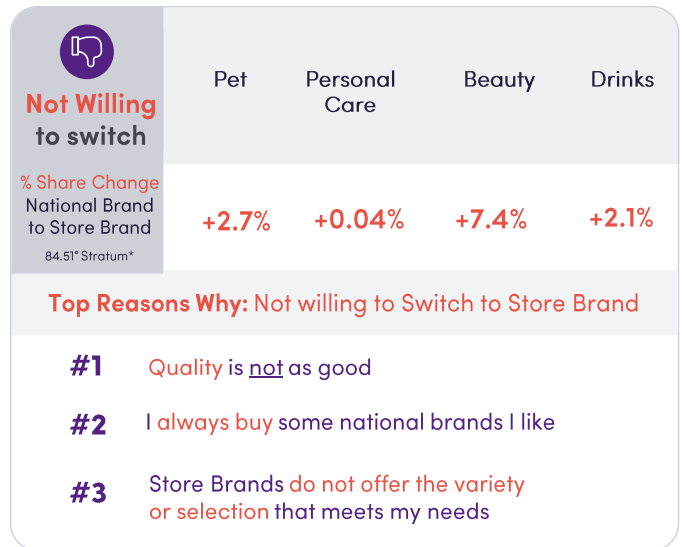 Not Willing
to switch
Pet
Personal
Care
Beauty
Drinks
% Share Change
National Brand
to Store Brand
84.51° Stratum*
+2.7%
+0.04%
+7.4%
+2.1%
Top Reasons Why: Not willing to Switch to Store Brand
#1 Quality is not as good
#2 I always buy some national brands I like
#3 Store Brands do not offer the variety
or selection that meets my needs